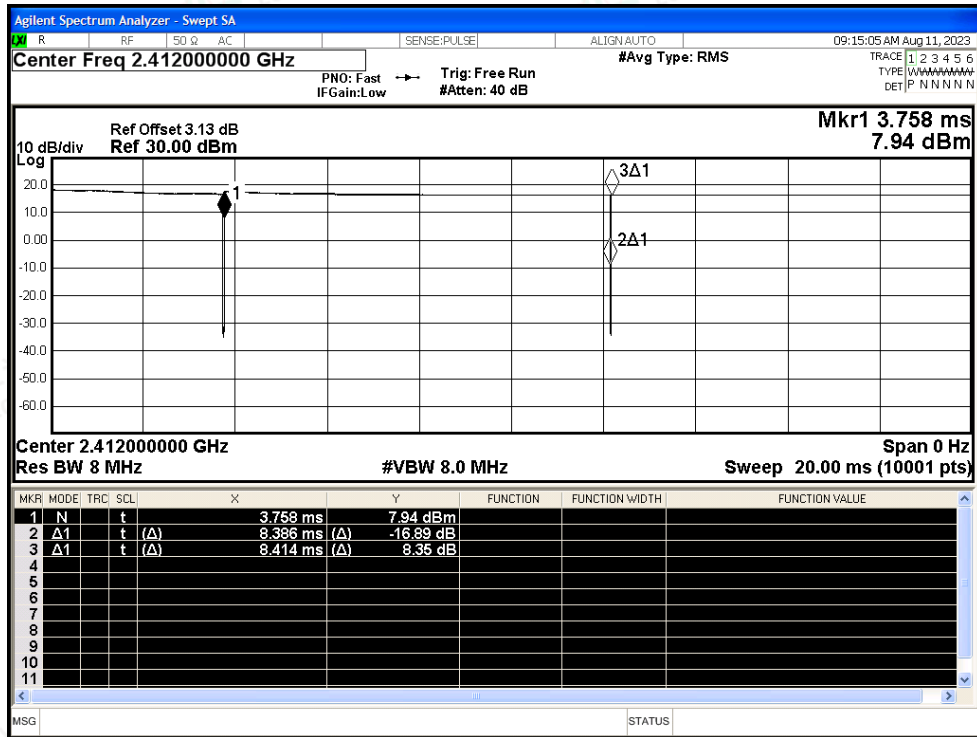 Agilent Spectrum Analyzer - Swept SA
LXI R RF 50 Ω AC SENSE:PULSE ALIGN AUTO 09:15:05 AM Aug 11, 2023
Center Freq 2.412000000 GHz #Avg Type: RMS TRACE 1 2 3 4 5 6
PNO: Fast Trig: Free Run TYPE WWWWWW
IFGain:Low #Atten: 40 dB DET P N N N N N
Mkr1 3.758 ms
Ref Offset 3.13 dB
10 dB/div Ref 30.00 dBm 7.94 dBm
Log
3Δ1
20.0
1
10.0
0.00 2Δ1
-10.0
-20.0
-30.0
-40.0
-50.0
-60.0
Center 2.412000000 GHz Span 0 Hz
Res BW 8 MHz #VBW 8.0 MHz Sweep 20.00 ms (10001 pts)
MKR MODE TRC SCL X Y FUNCTION FUNCTION WIDTH FUNCTION VALUE
1 N t 3.758 ms 7.94 dBm
2 Δ1 t (Δ) 8.386 ms (Δ) -16.89 dB
3 Δ1 t (Δ) 8.414 ms (Δ) 8.35 dB
4
5
6
7
8
9
10
11
MSG STATUS